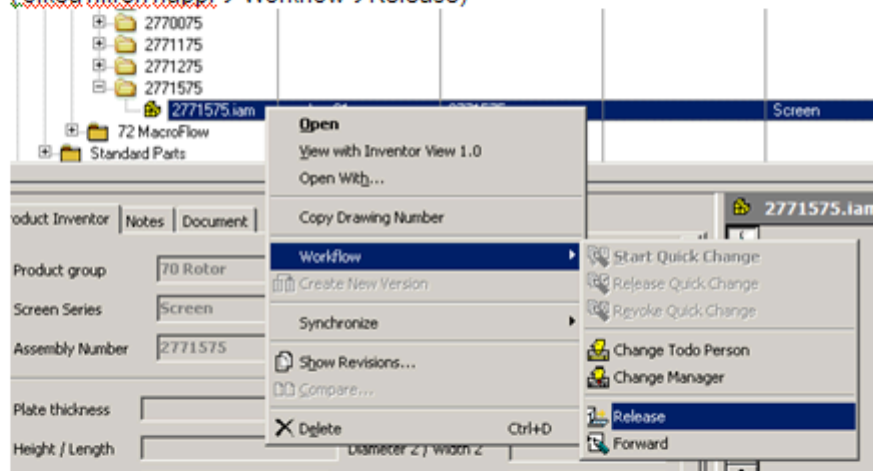 Workflow → Release)
2770075
2771175
2771275
2771575
2771575.iam
Screen
72 MacroFlow
Standard Parts
Open
View with Inventor View 1.0
Open With...
Copy Drawing Number
Workflow
Create New Version
Synchronize
Show Revisions...
Compare...
Delete Ctrl+D
Start Quick Change
Release Quick Change
Revoke Quick Change
Change Todo Person
Change Manager
Release
Forward
oduct Inventor Notes Document
2771575.iam
Product group 70 Rotor
Screen Series Screen
Assembly Number 2771575
Plate thickness
Height / Length Diameter 2 / Width 2